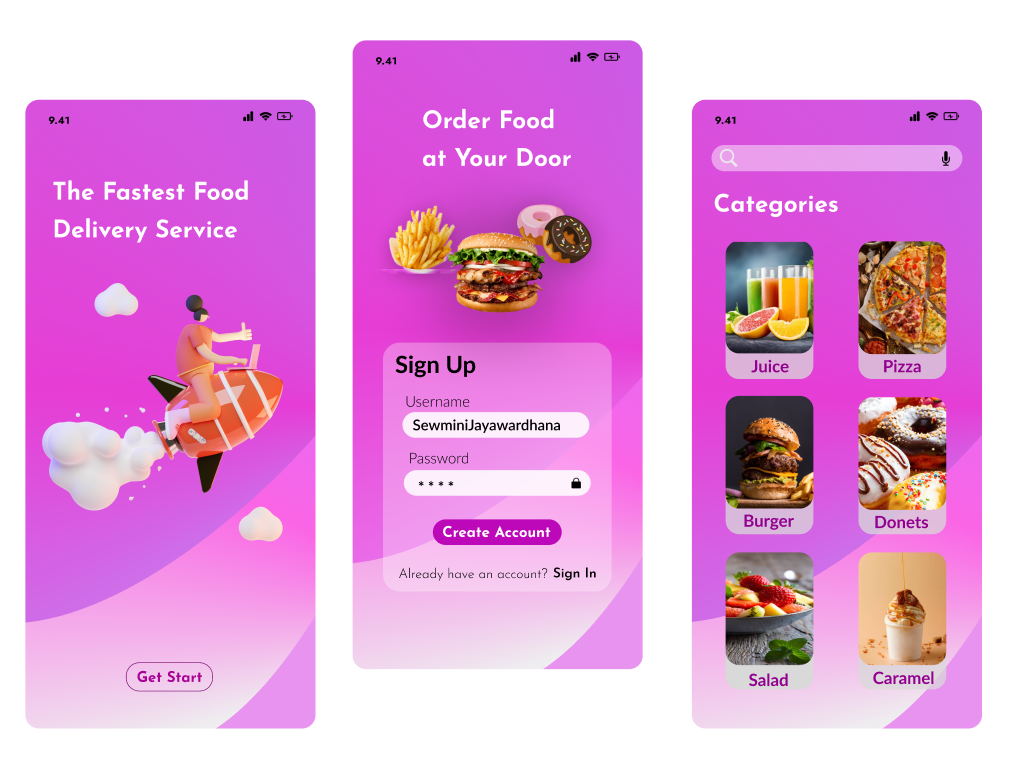 9.41
The Fastest Food
Delivery Service
Get Start
9.41
Order Food
at Your Door
Sign Up
Username
SewminiJayawardhana
Password
****
Create Account
Already have an account? Sign In
9.41
Categories
Juice
Pizza
Burger
Donets
Salad
Caramel